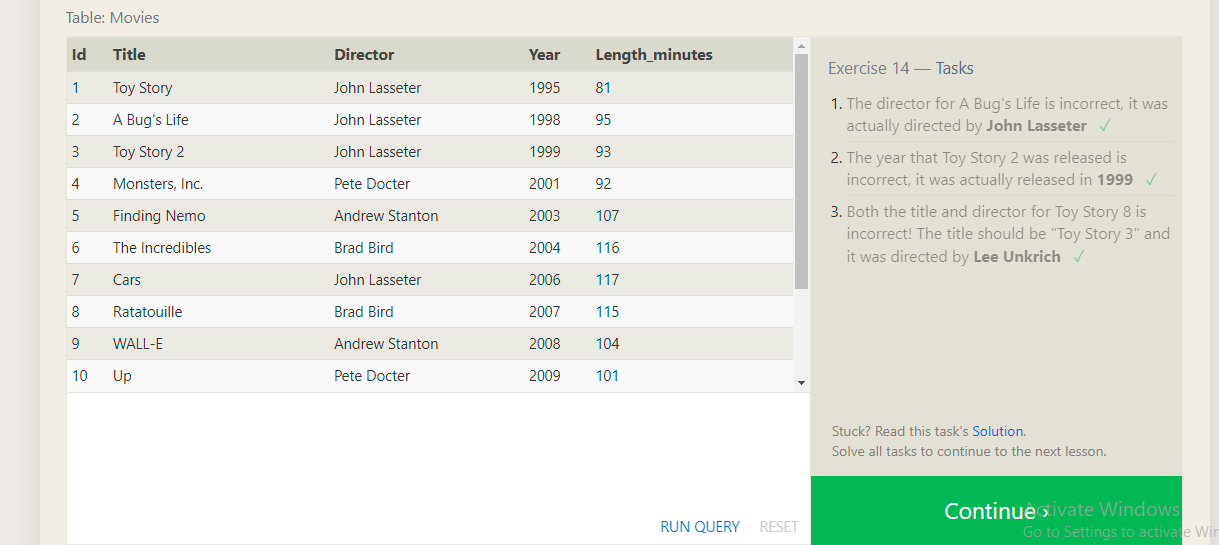 Table: Movies
Id Title Director Year Length_minutes
1 Toy Story John Lasseter 1995 81
2 A Bug's Life John Lasseter 1998 95
3 Toy Story 2 John Lasseter 1999 93
4 Monsters, Inc. Pete Docter 2001 92
5 Finding Nemo Andrew Stanton 2003 107
6 The Incredibles Brad Bird 2004 116
7 Cars John Lasseter 2006 117
8 Ratatouille Brad Bird 2007 115
9 WALL-E Andrew Stanton 2008 104
10 Up Pete Docter 2009 101
RUN QUERY RESET
Exercise 14 — Tasks
1. The director for A Bug's Life is incorrect, it was
actually directed by John Lasseter ✓
2. The year that Toy Story 2 was released is
incorrect, it was actually released in 1999 ✓
3. Both the title and director for Toy Story 8 is
incorrect! The title should be "Toy Story 3" and
it was directed by Lee Unkrich ✓
Stuck? Read this task's Solution.
Solve all tasks to continue to the next lesson.
Continue ›
Activate Windows
Go to Settings to activate Win